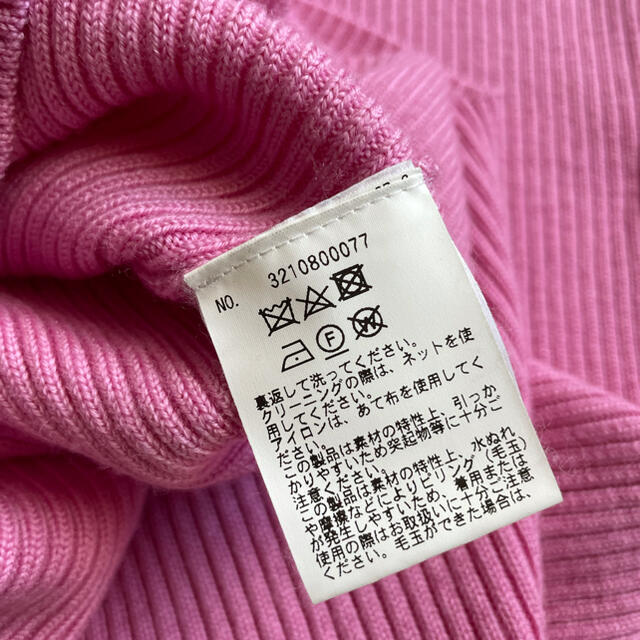 NO. 3210800077
F W
裏返して洗ってください。
クリーニングの際は、ネットを使
用してください。
アイロンは、あて布を使用してく
ださい。
この製品は素材の特性上、引っか
かりやすいため突起物等に十分ご
注意ください。
この製品は素材の特性上、水ぬれ
や摩擦などによりピリング(毛玉)
が発生しやすいため、着用または
使用の際はお取扱いに十分ご注意
ください。毛玉ができた場合は、